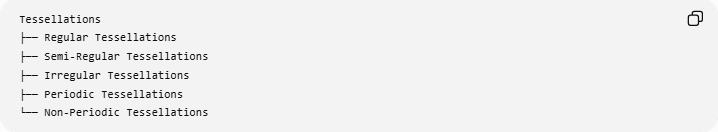 Tessellations
├── Regular Tessellations
├── Semi-Regular Tessellations
├── Irregular Tessellations
├── Periodic Tessellations
└── Non-Periodic Tessellations